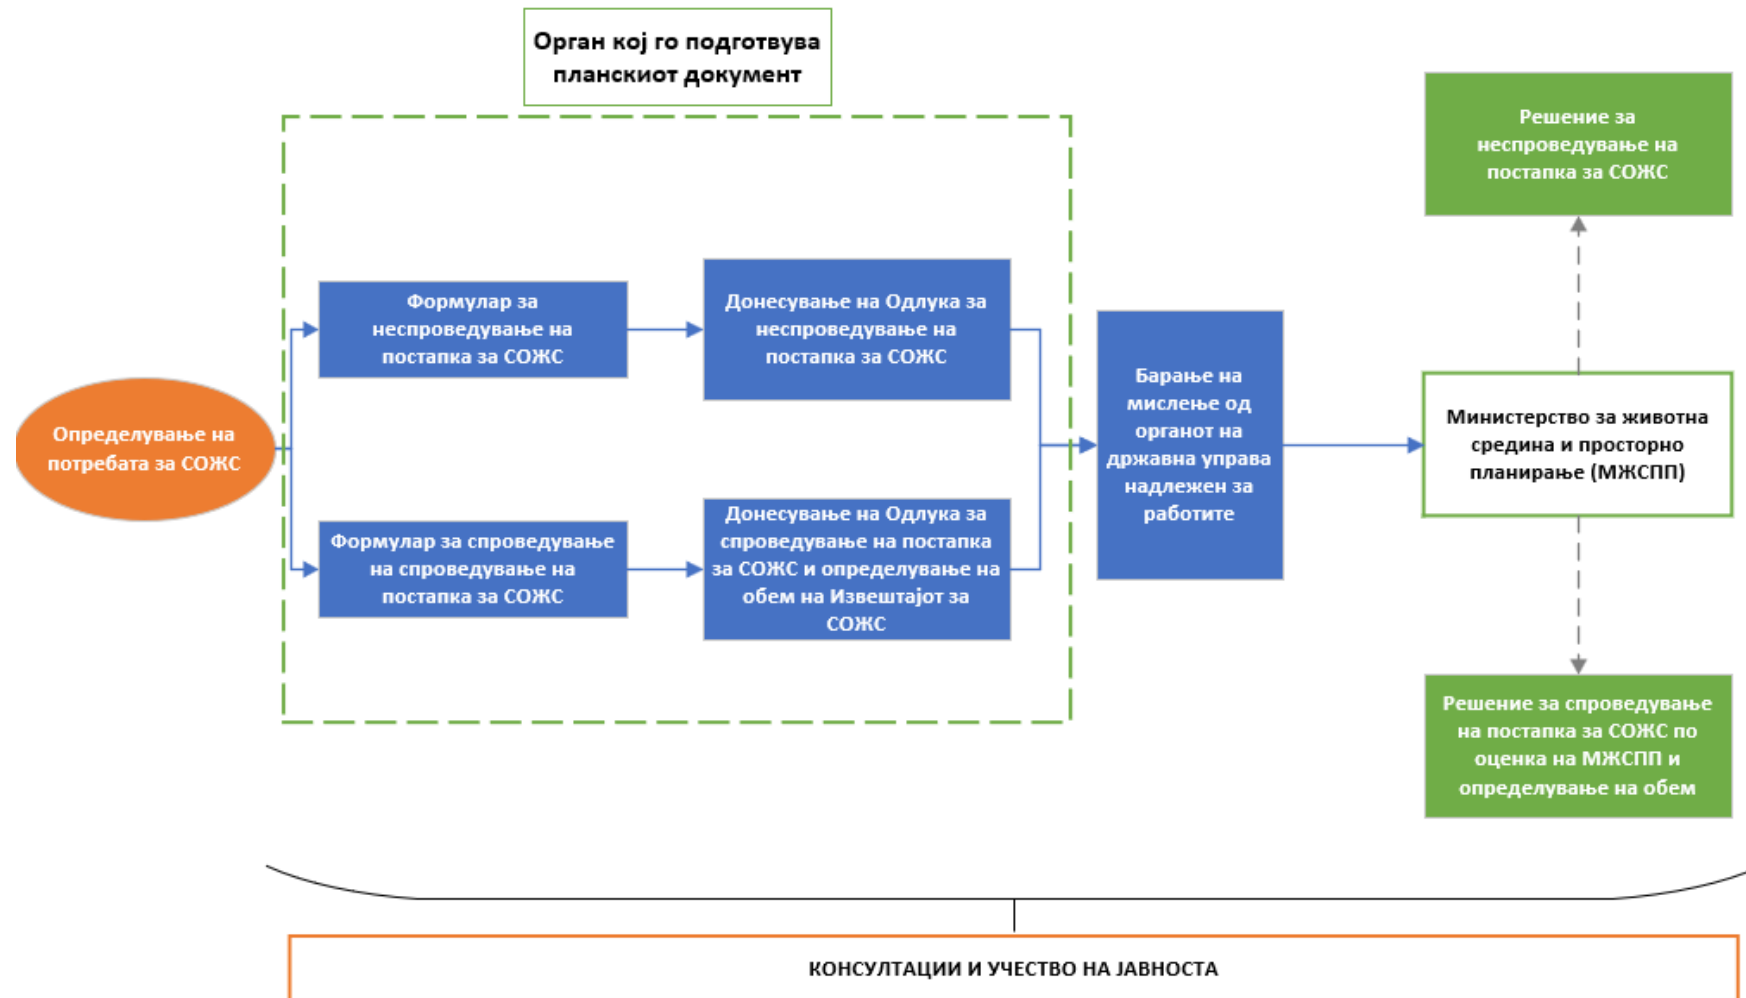 Орган кој го подготвува
планскиот документ
Решение за
неспроведување на
постапка за СОЖС
Формулар за
неспроведување на
постапка за СОЖС
Донесување на Одлука за
неспроведување на
постапка за СОЖС
Определување на
потребата за СОЖС
Барање на
мислење од
органот на
државна управа
надлежен за
работите
Министерство за животна
средина и просторно
планирање (МЖСПП)
Формулар за спроведување
на спроведување на
постапка за СОЖС
Донесување на Одлука за
спроведување на постапка
за СОЖС и определување на
обем на Извештајот за
СОЖС
Решение за спроведување
на постапка за СОЖС по
оценка на МЖСПП и
определување на обем
КОНСУЛТАЦИИ И УЧЕСТВО НА ЈАВНОСТА